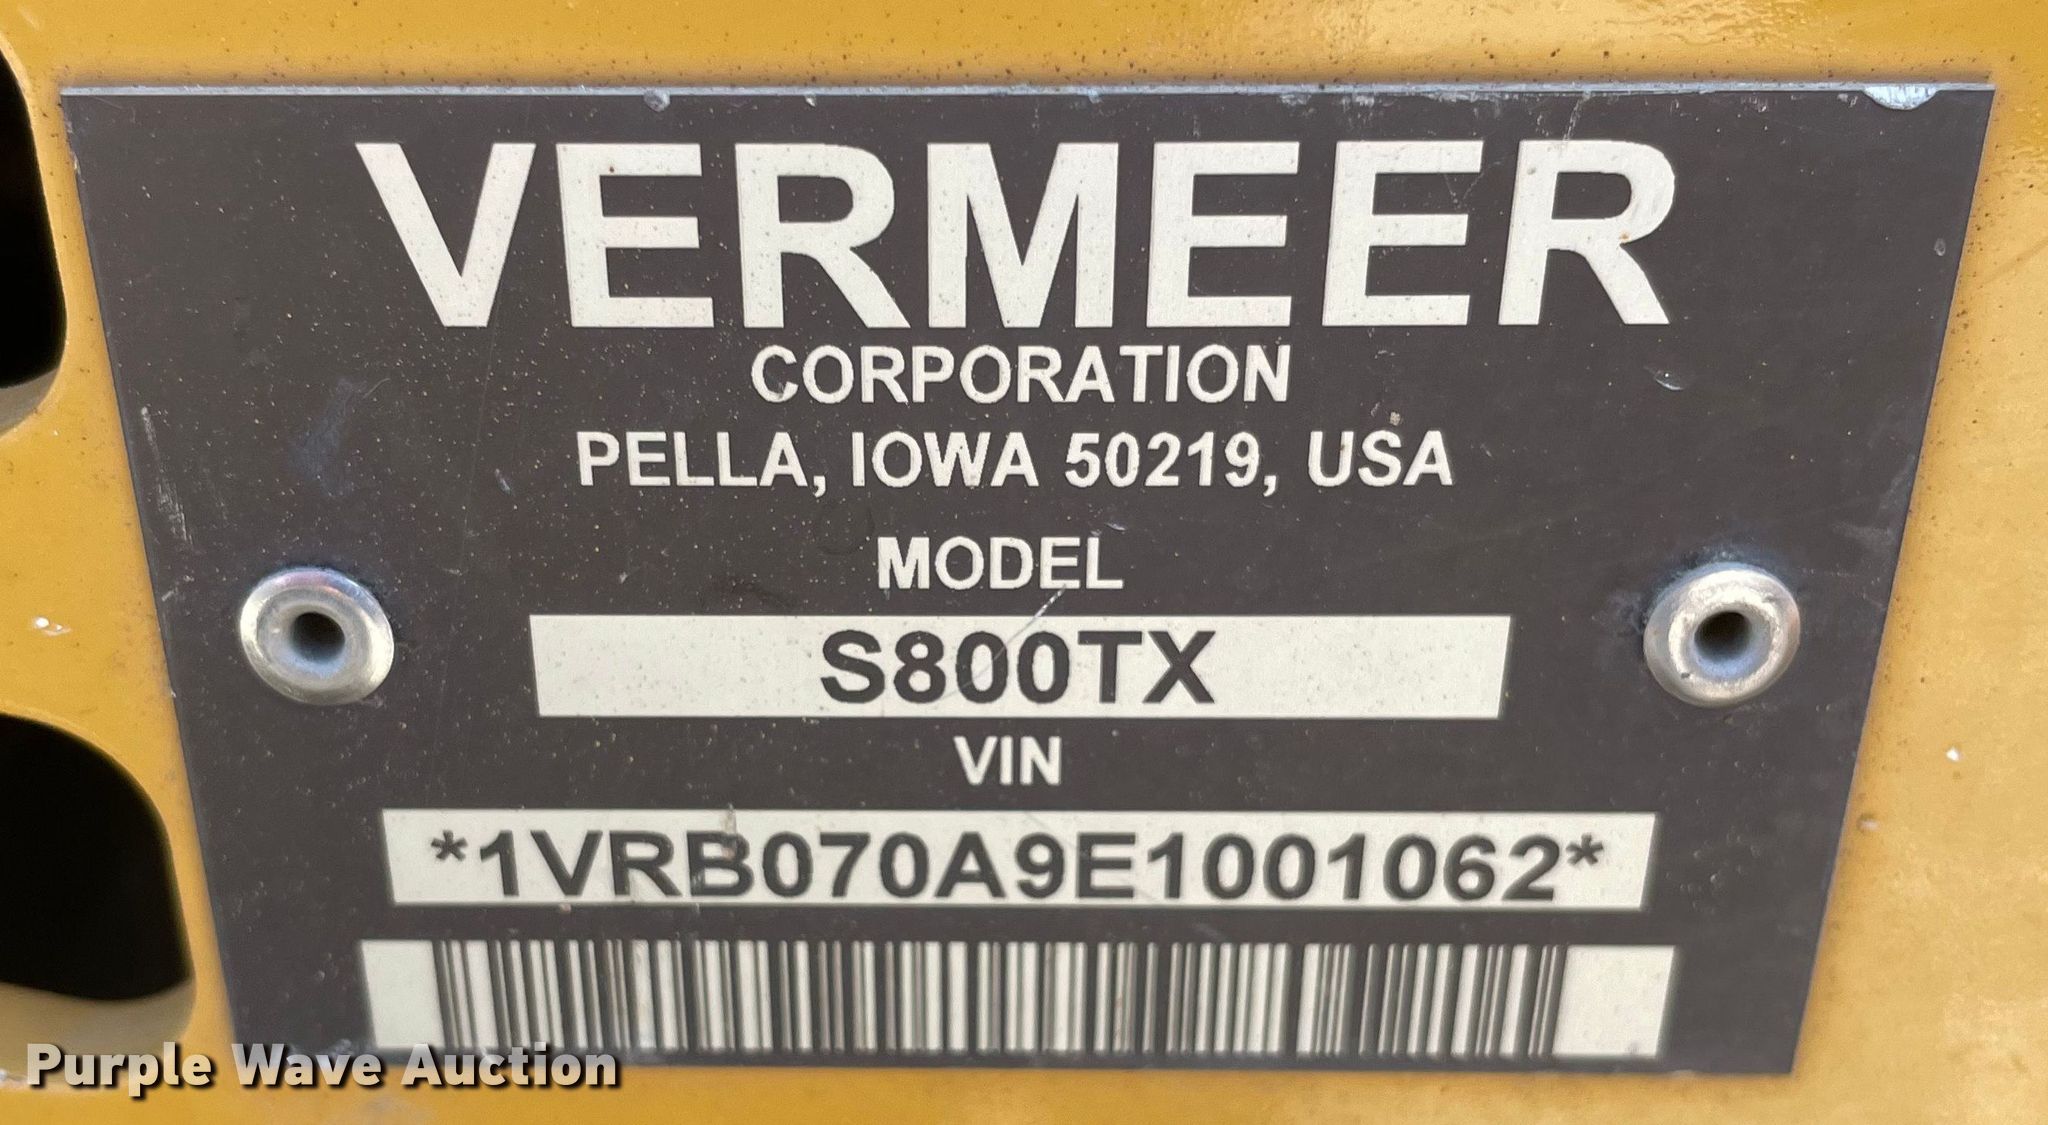 VERMEER
CORPORATION
PELLA, IOWA 50219, USA
MODEL
S800TX
VIN
*1VRB070A9E1001062*
Purple Wave Auction